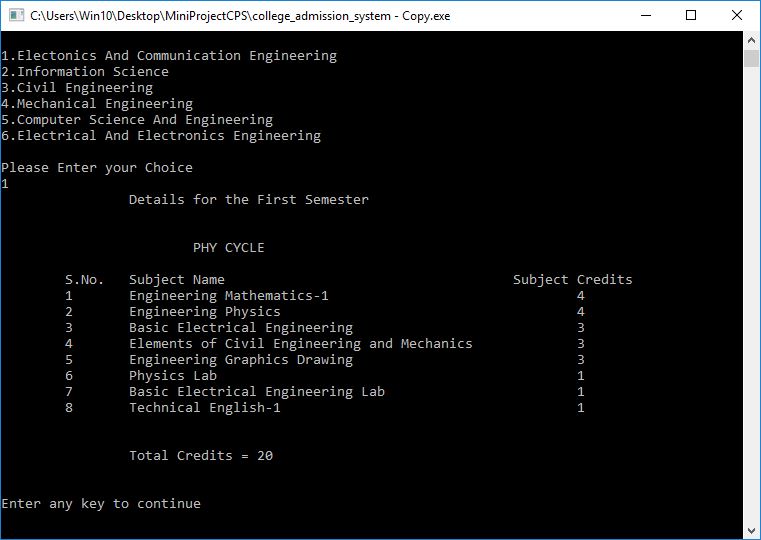 C:\Users\Win10\Desktop\MiniProjectCPS\college_admission_system - Copy.exe
1.Electonics And Communication Engineering
2.Information Science
3.Civil Engineering
4.Mechanical Engineering
5.Computer Science And Engineering
6.Electrical And Electronics Engineering
Please Enter your Choice
1
Details for the First Semester
PHY CYCLE
S.No. Subject Name Subject Credits
1 Engineering Mathematics-1 4
2 Engineering Physics 4
3 Basic Electrical Engineering 3
4 Elements of Civil Engineering and Mechanics 3
5 Engineering Graphics Drawing 3
6 Physics Lab 1
7 Basic Electrical Engineering Lab 1
8 Technical English-1 1
Total Credits = 20
Enter any key to continue